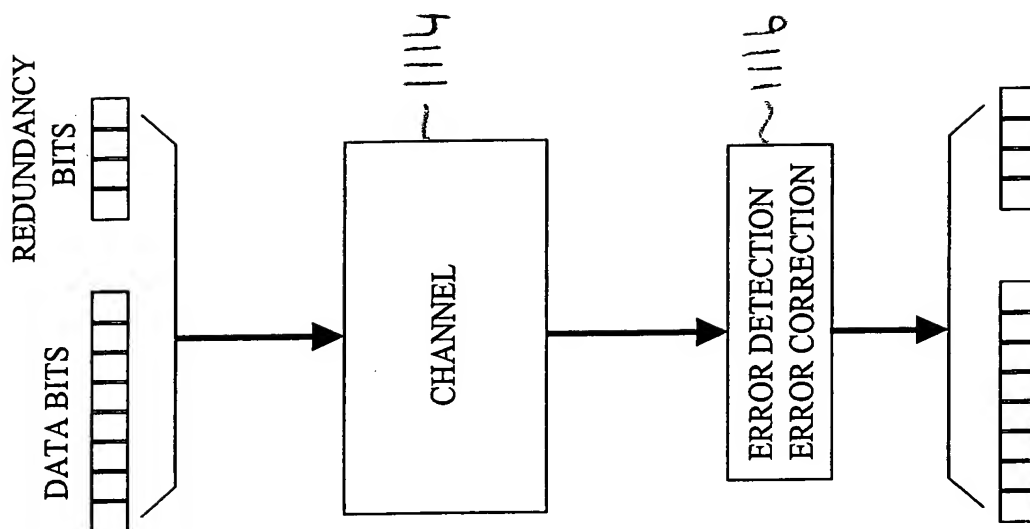 DATA BITS
REDUNDANCY
BITS
CHANNEL
1114
ERROR DETECTION
ERROR CORRECTION
1116